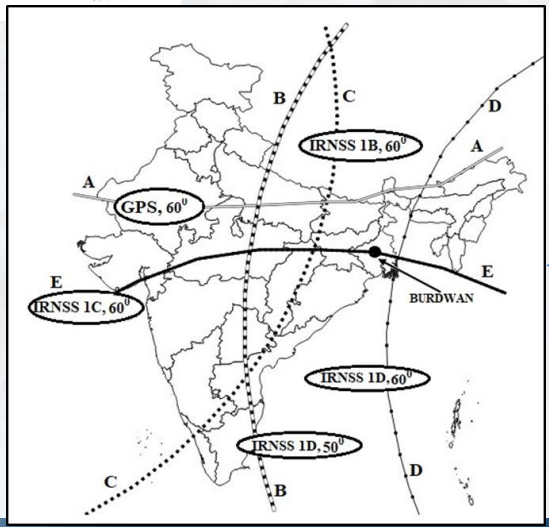 B
C
D
IRNSS 1B, 60⁰
A
A
GPS, 60⁰
E
E
IRNSS 1C, 60⁰
BURDWAN
IRNSS 1D, 60⁰
IRNSS 1D, 50⁰
D
C
B